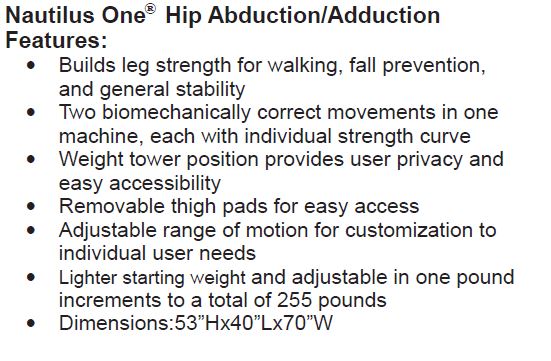 Nautilus One® Hip Abduction/Adduction
Features:
• Builds leg strength for walking, fall prevention,
and general stability
• Two biomechanically correct movements in one
machine, each with individual strength curve
• Weight tower position provides user privacy and
easy accessibility
• Removable thigh pads for easy access
• Adjustable range of motion for customization to
individual user needs
• Lighter starting weight and adjustable in one pound
increments to a total of 255 pounds
• Dimensions:53”Hx40”Lx70”W